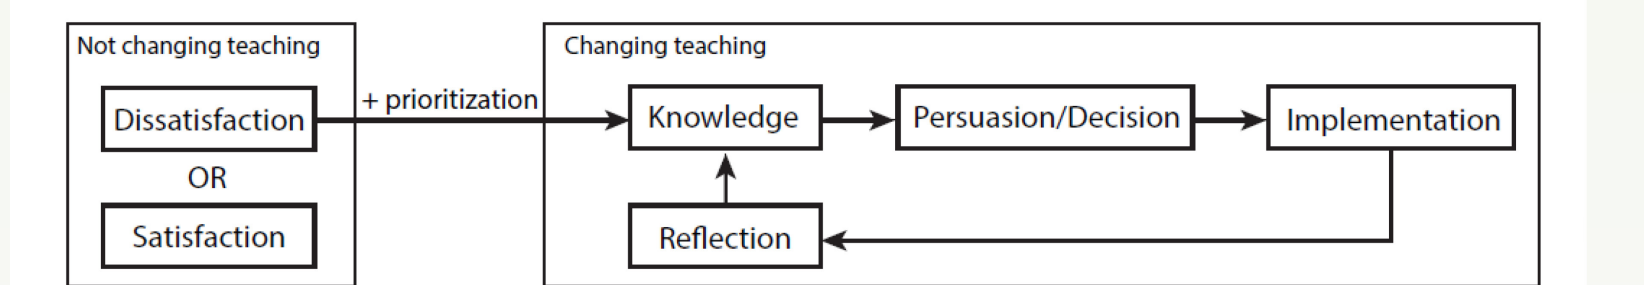 Not changing teaching
Dissatisfaction
OR
Satisfaction
+ prioritization
Changing teaching
Knowledge
Persuasion/Decision
Implementation
Reflection